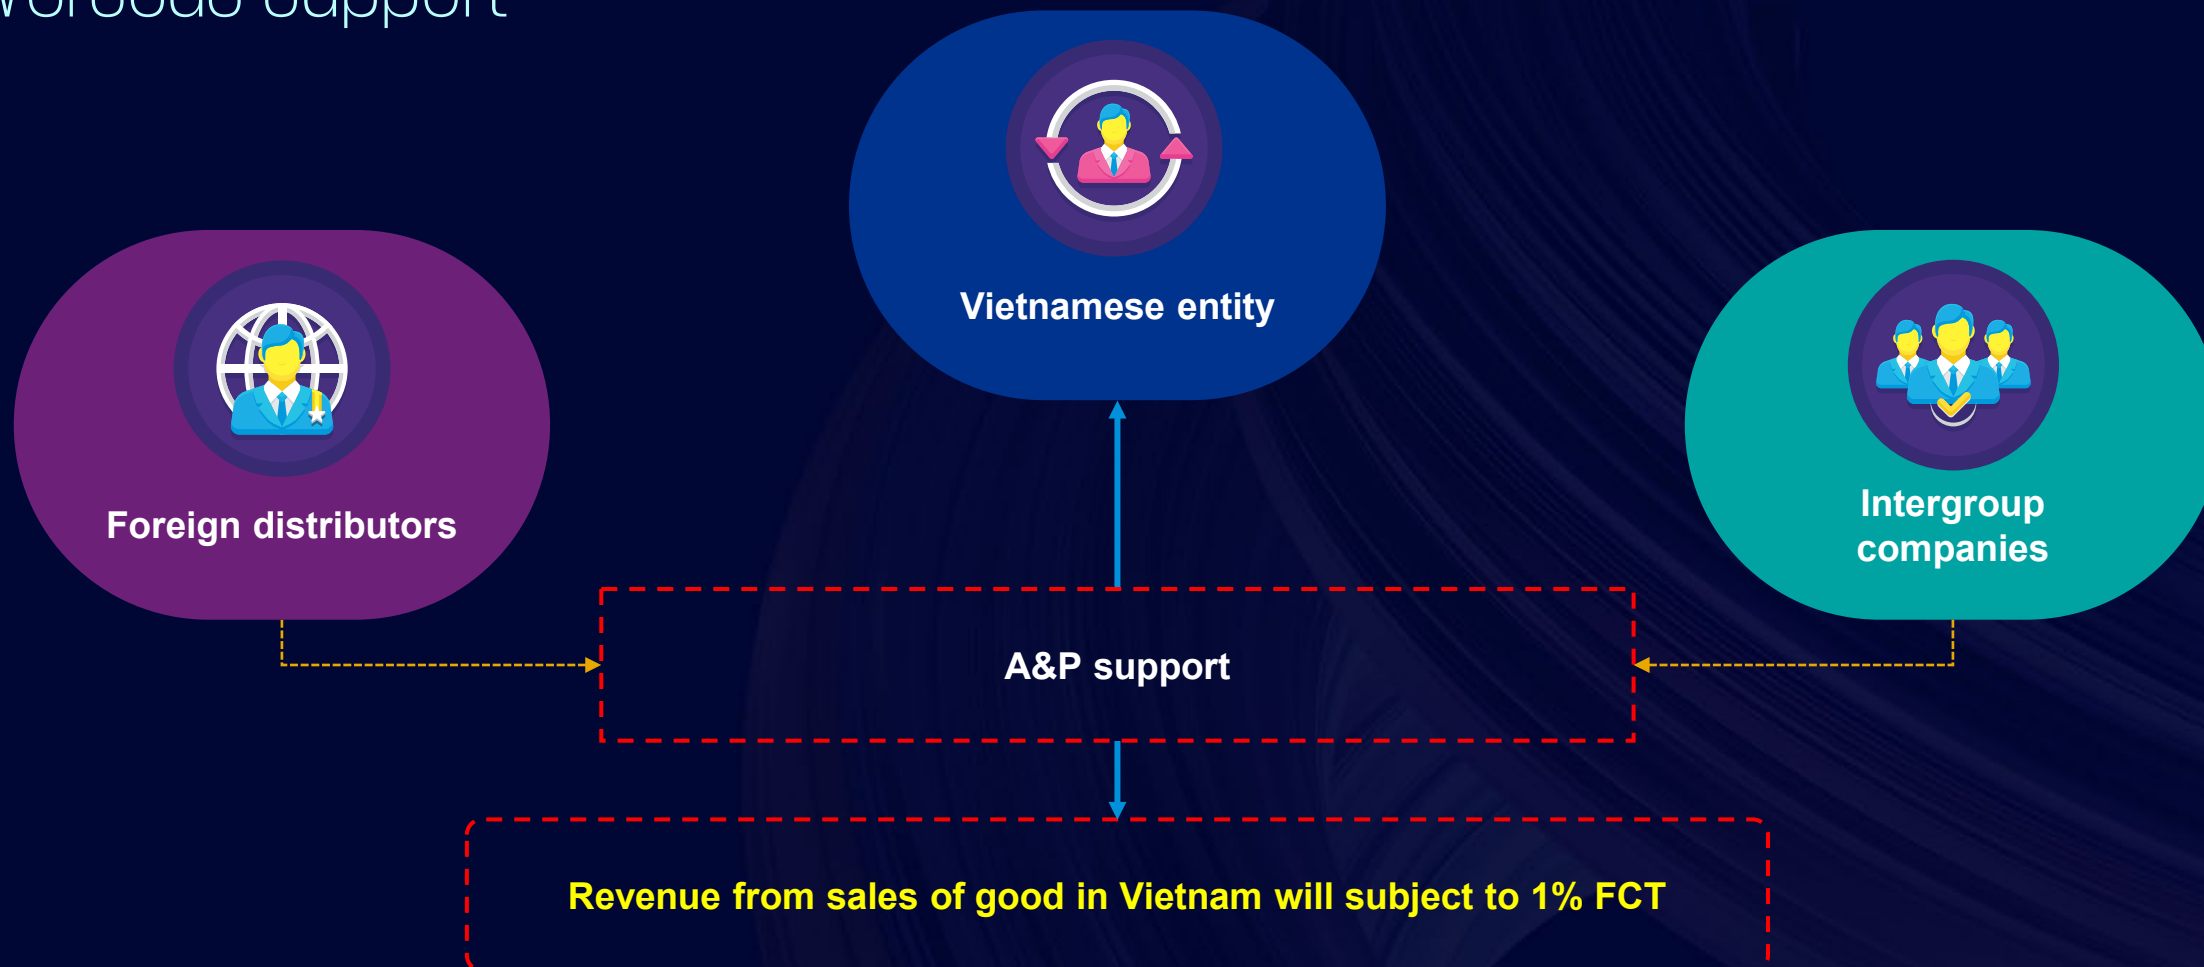 support
Vietnamese entity
Foreign distributors
Intergroup
companies
A&P support
Revenue from sales of good in Vietnam will subject to 1% FCT